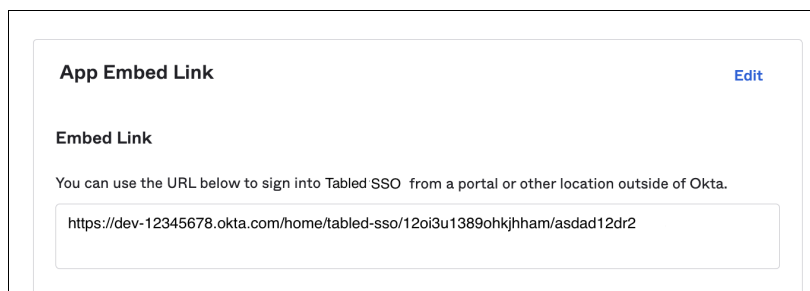 App Embed Link
Edit
Embed Link
You can use the URL below to sign into Tabled SSO from a portal or other location outside of Okta.
https://dev-12345678.okta.com/home/tabled-sso/12oi3u1389ohkjhham/asdad12dr2